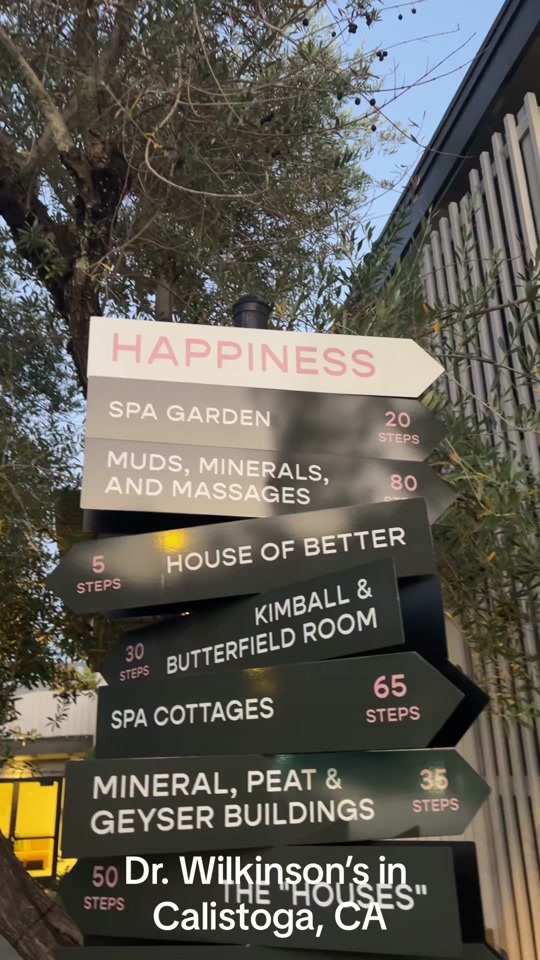 HAPPINESS
SPA GARDEN 20 STEPS
MUDS, MINERALS,
AND MASSAGES 80 STEPS
5 STEPS HOUSE OF BETTER
KIMBALL &
30 STEPS BUTTERFIELD ROOM
SPA COTTAGES 65 STEPS
MINERAL, PEAT &
GEYSER BUILDINGS 35 STEPS
50 STEPS THE "HOUSES"
Dr. Wilkinson's in
Calistoga, CA